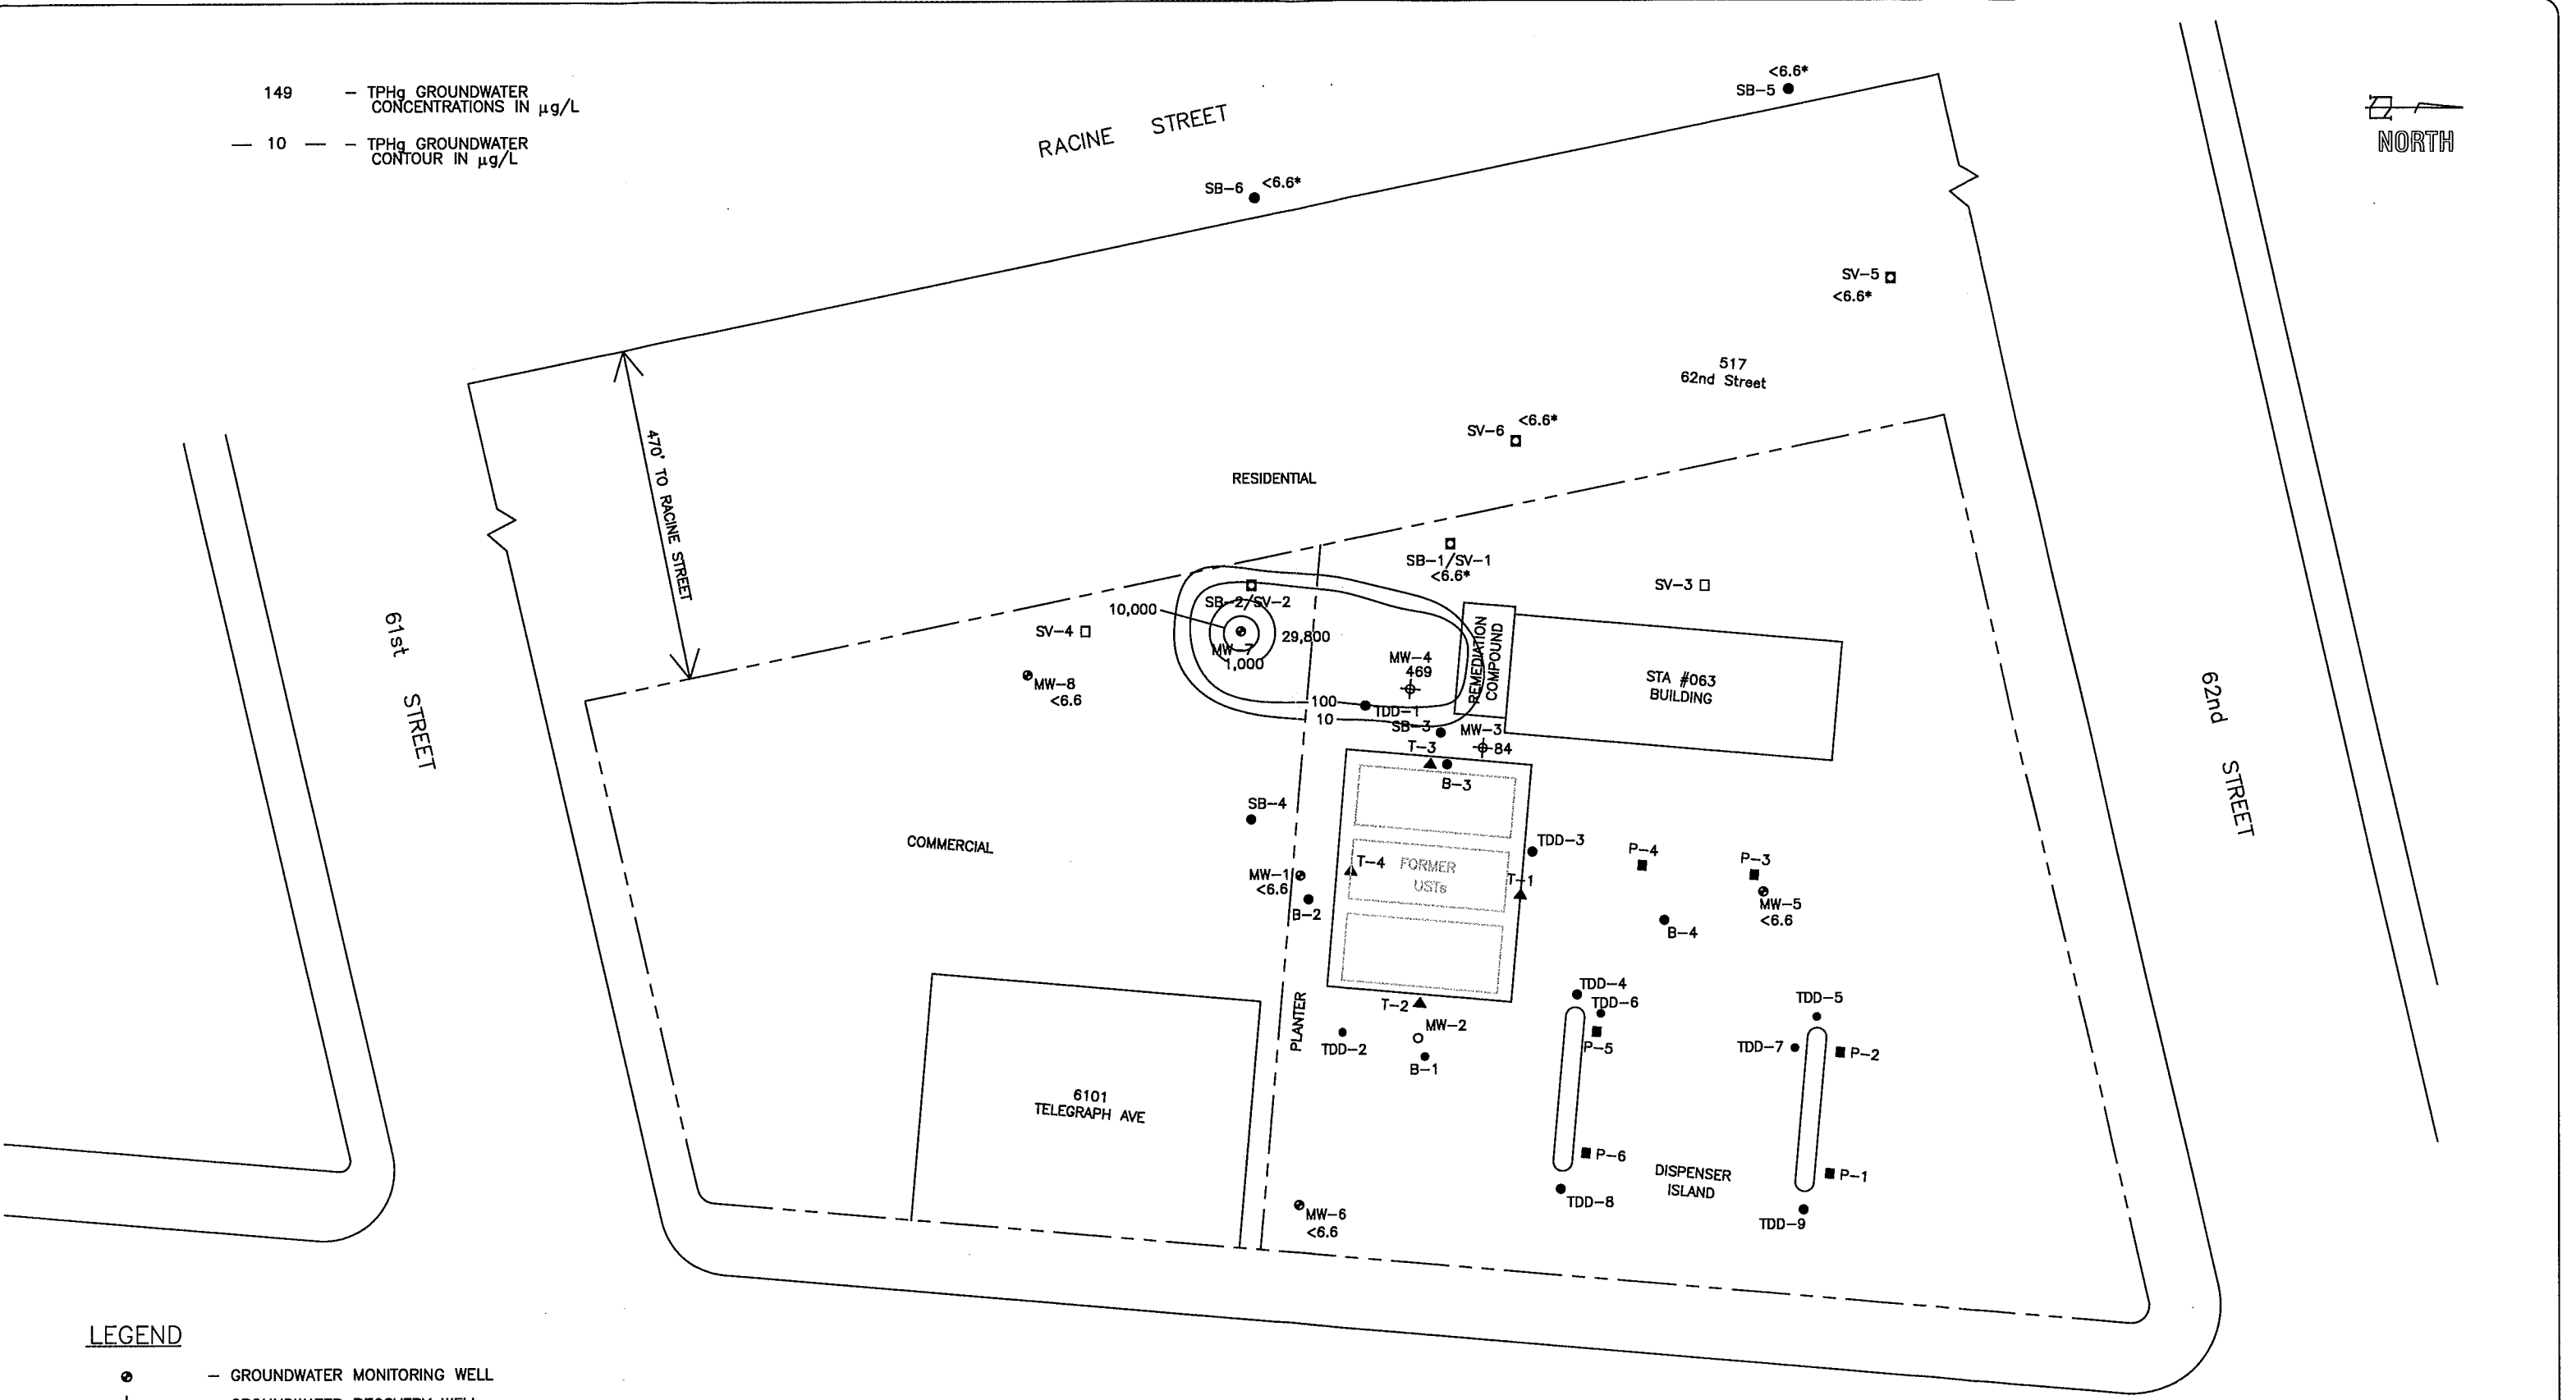 149 — TPHg GROUNDWATER
CONCENTRATIONS IN µg/L
— 10 — — TPHg GROUNDWATER
CONTOUR IN µg/L
RACINE STREET
<6.6*
SB-5
NORTH
SB-6 <6.6*
SV-5
<6.6*
517
62nd Street
SV-6 <6.6*
470' TO RACINE STREET
RESIDENTIAL
SB-1/SV-1
<6.6*
SV-3
SB-2/SV-2
10,000
SV-4
29,800
MW-7
1,000
MW-4
469
REMEDIATION
COMPOUND
STA #063
BUILDING
MW-8
<6.6
61st STREET
62nd STREET
100
TDD-1
10
SB-3
MW-3
84
T-3
B-3
SB-4
COMMERCIAL
TDD-3
P-4
P-3
MW-1
<6.6
T-4
FORMER
USTs
T-1
MW-5
<6.6
B-2
B-4
TDD-4
TDD-6
TDD-5
T-2
PLANTER
MW-2
TDD-2
P-5
TDD-7
P-2
B-1
6101
TELEGRAPH AVE
P-6
DISPENSER
ISLAND
P-1
TDD-8
MW-6
<6.6
TDD-9
LEGEND
— GROUNDWATER MONITORING WELL